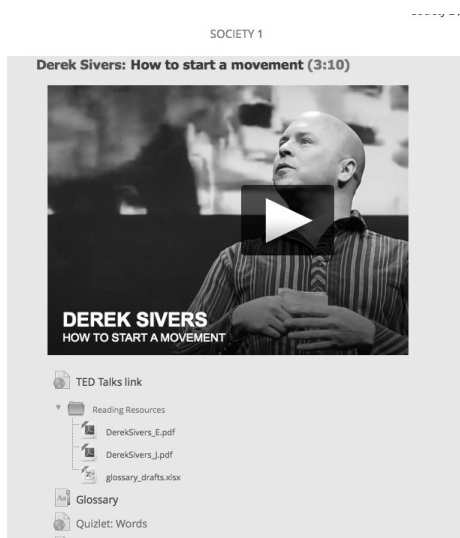 SOCIETY 1
Derek Sivers: How to start a movement (3:10)
DEREK SIVERS
HOW TO START A MOVEMENT
TED Talks link
Reading Resources
DerekSivers_E.pdf
DerekSivers_J.pdf
glossary_drafts.xlsx
Glossary
Quizlet: Words